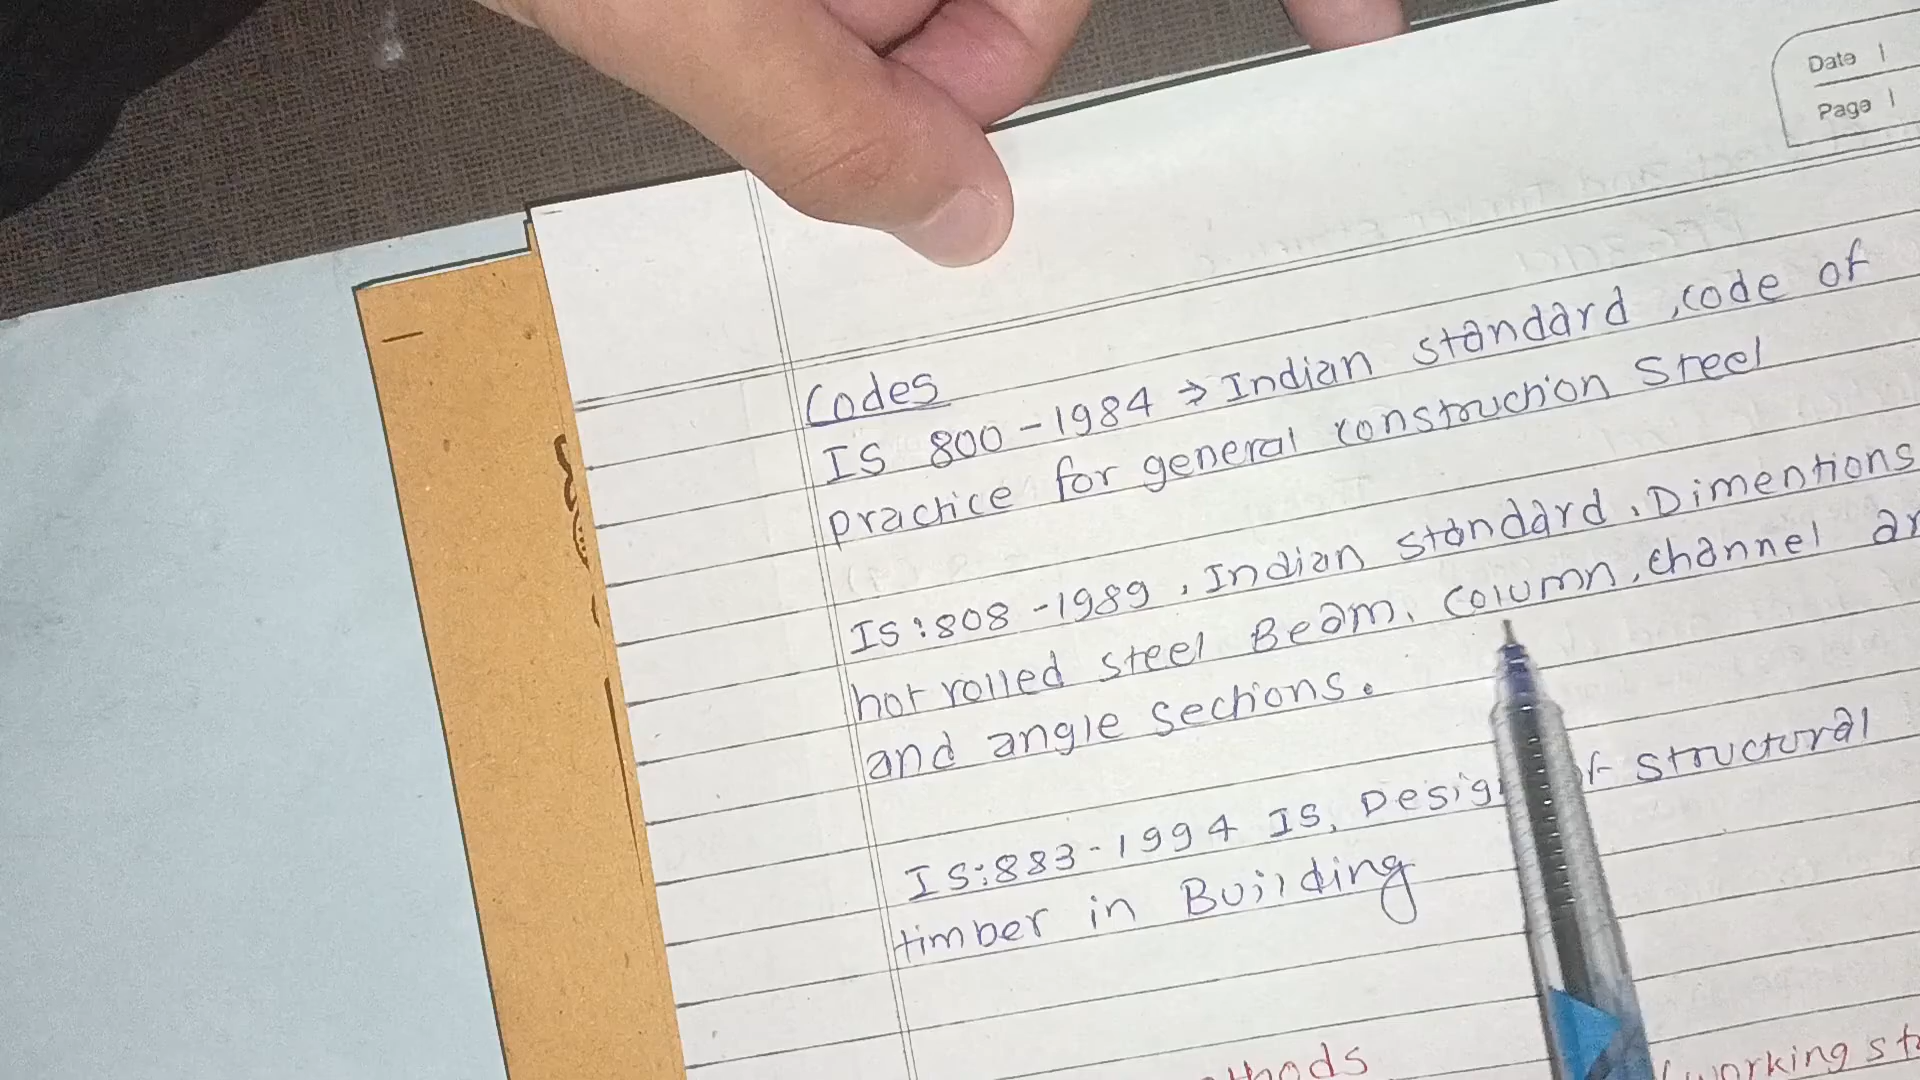 Date
Page
Codes
IS 800-1984 → Indian standard, code of
practice for general construction Steel
IS:808-1989, Indian standard. Dimentions
hot rolled steel Beam, column, channel
and angle sections.
IS:883-1994 IS, Design of structural
timber in Building
working